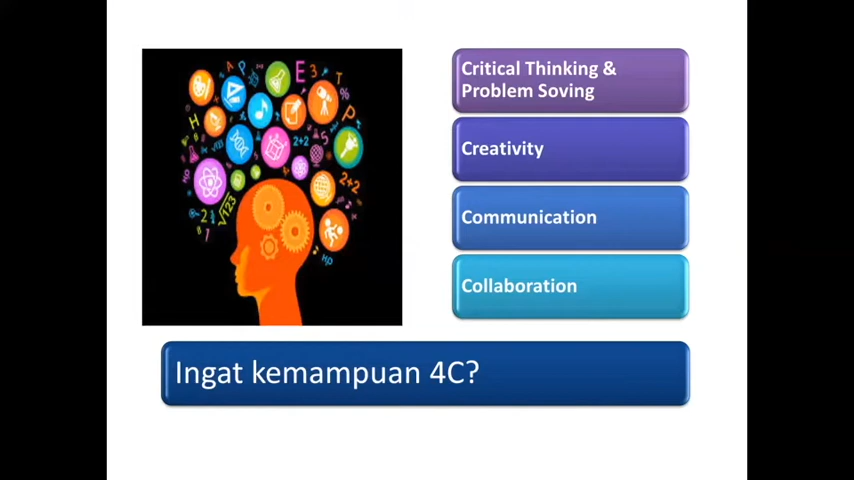 Critical Thinking &
Problem Soving
Creativity
Communication
Collaboration
Ingat kemampuan 4C?